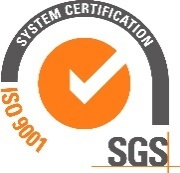 SYSTEM CERTIFICATION
ISO 9001
SGS